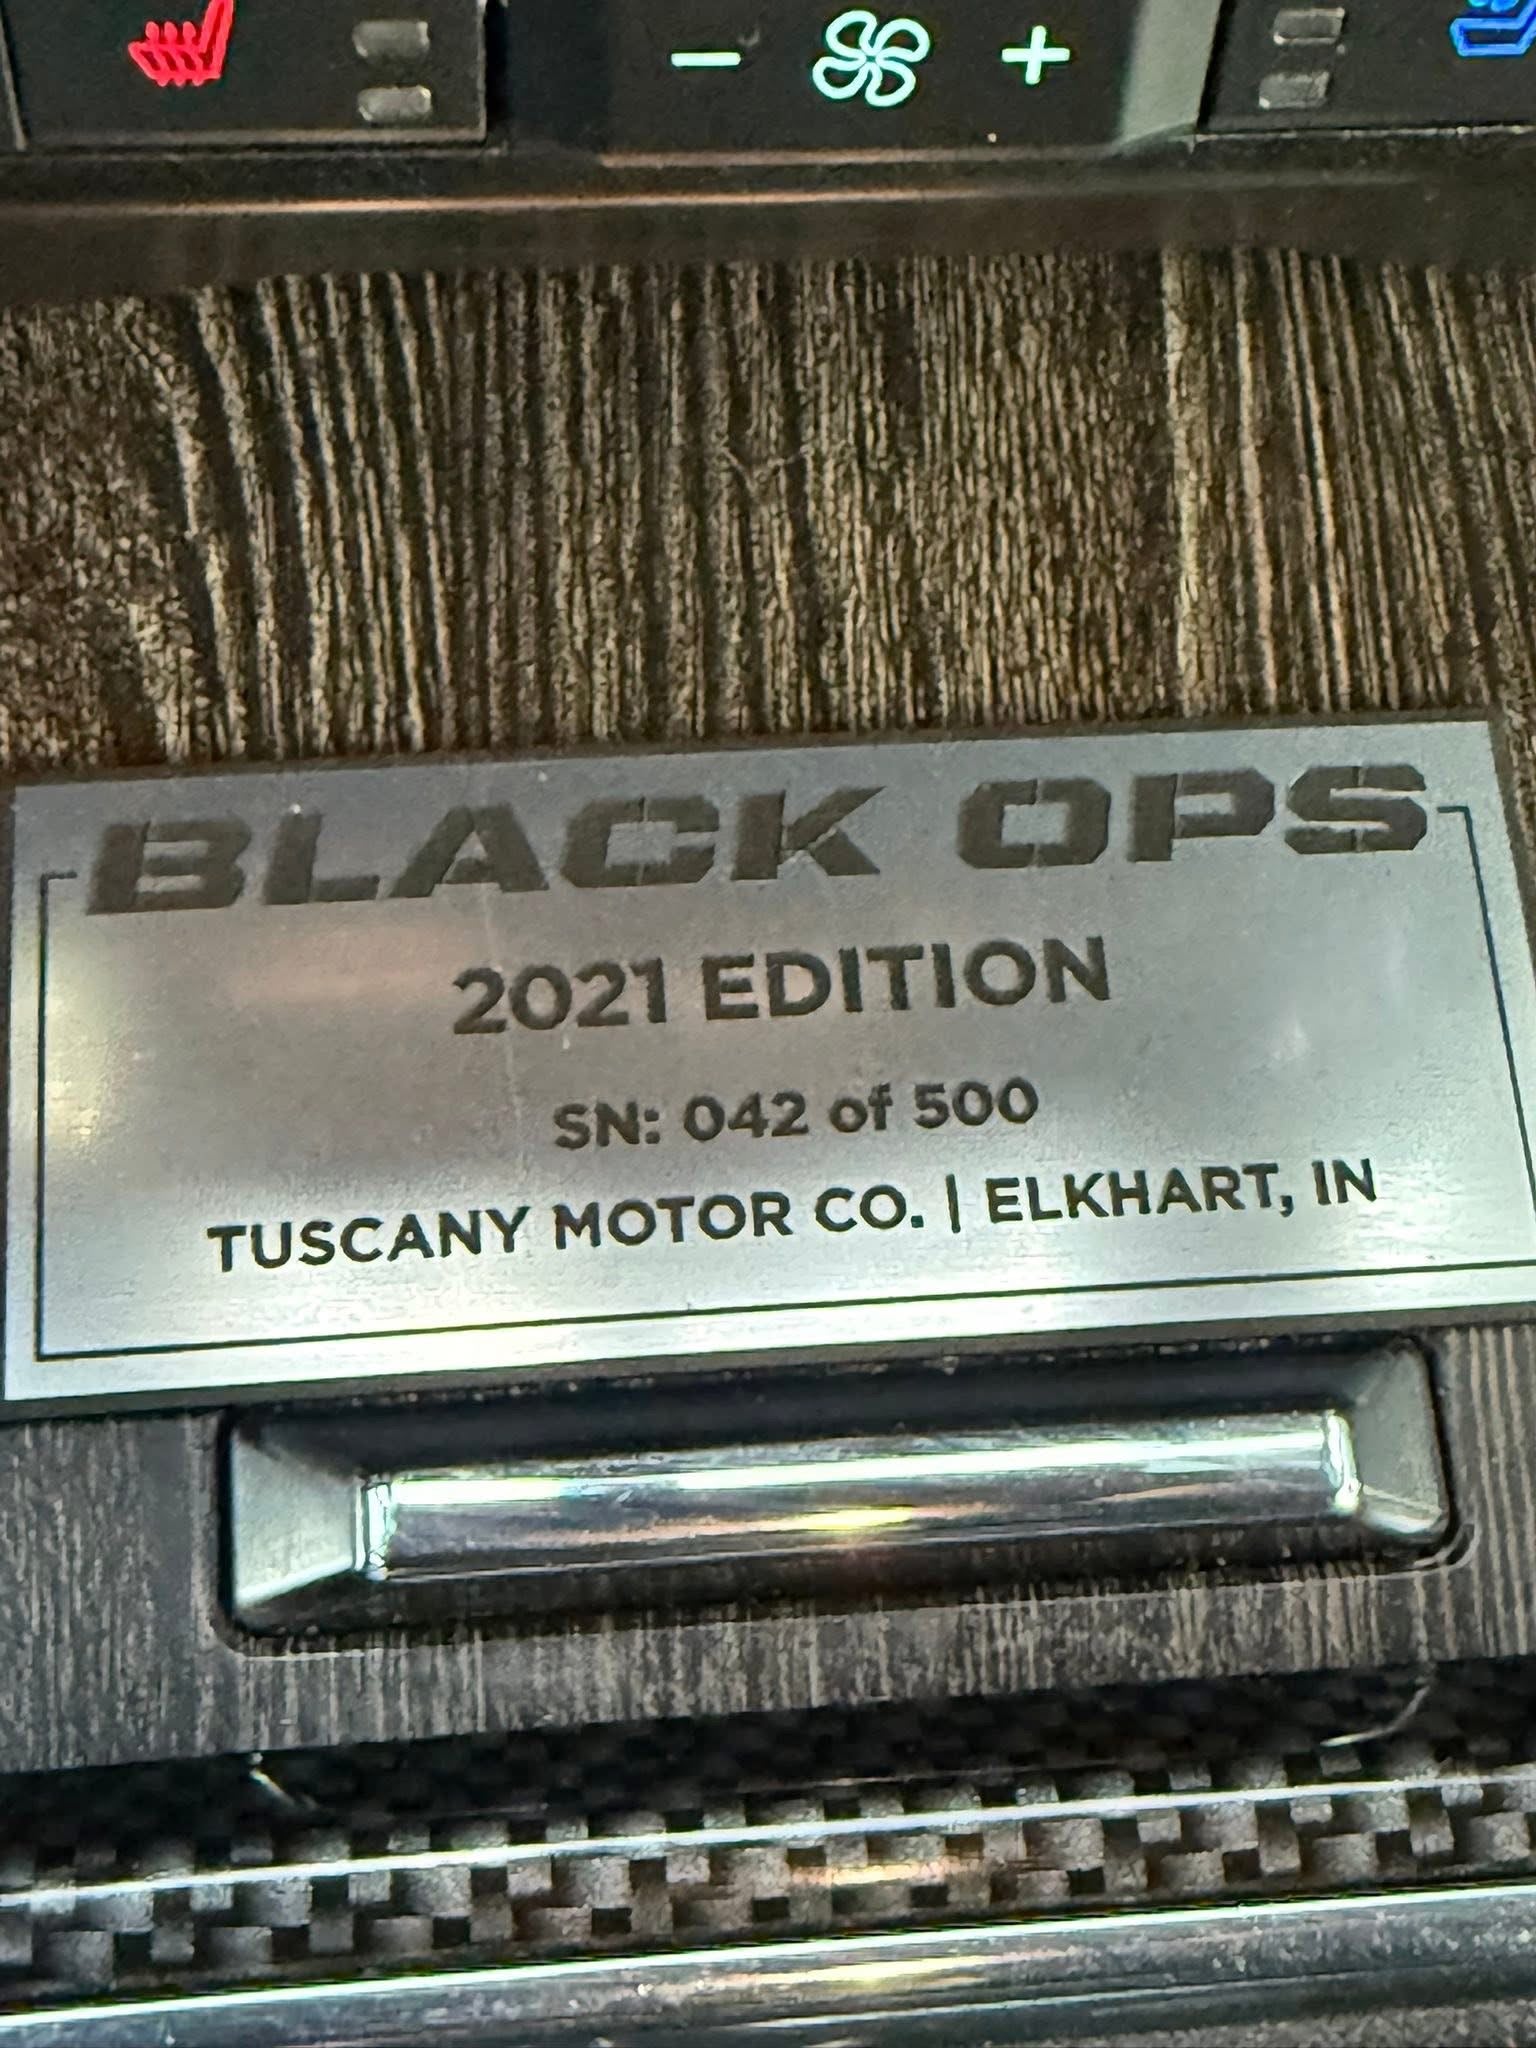 - +
BLACK OPS
2021 EDITION
SN: 042 of 500
TUSCANY MOTOR CO. | ELKHART, IN